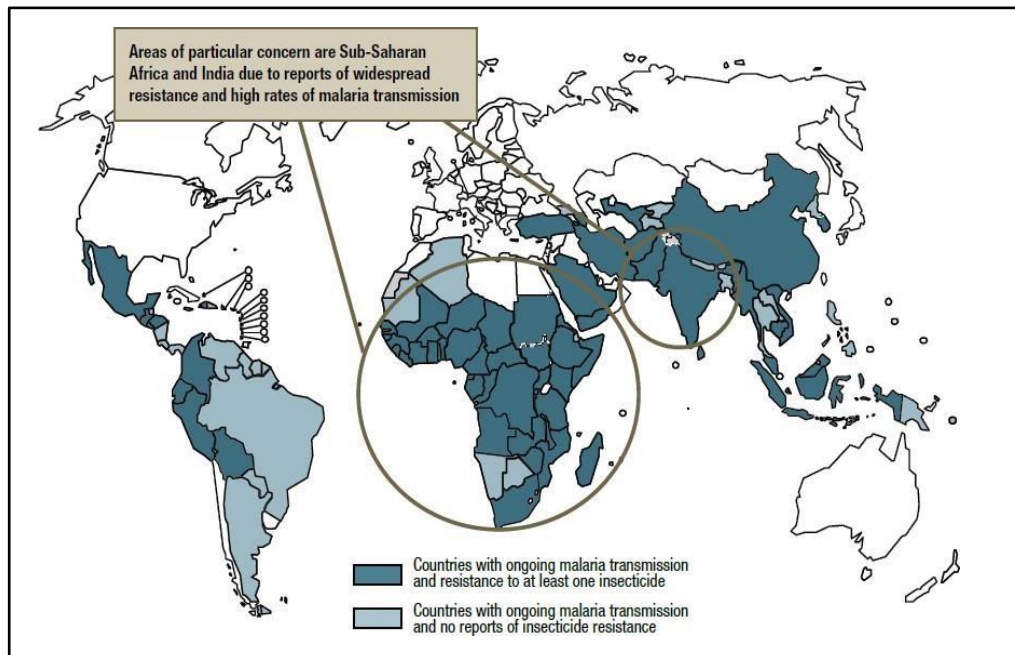 Areas of particular concern are Sub-Saharan
Africa and India due to reports of widespread
resistance and high rates of malaria transmission
Countries with ongoing malaria transmission
and resistance to at least one insecticide
Countries with ongoing malaria transmission
and no reports of insecticide resistance